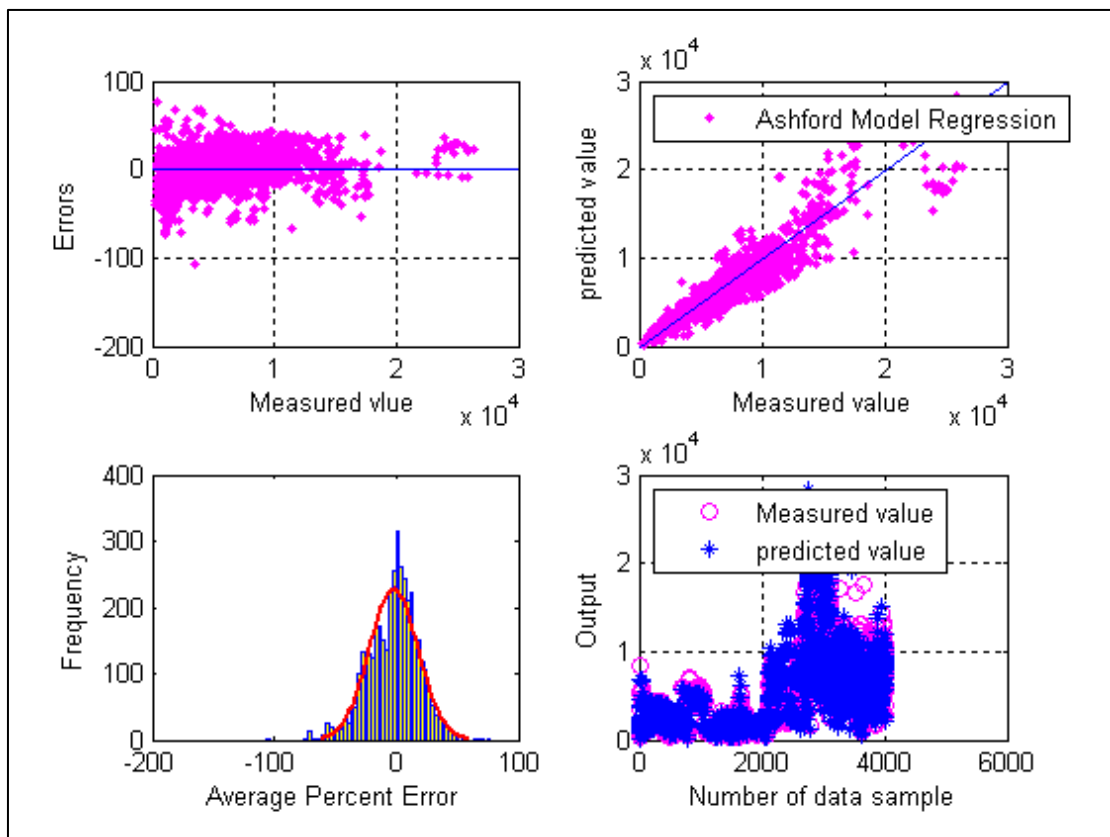 100
0
-100
-200
Errors
0 1 2 3
Measured vlue
x 10^4
x 10^4
3
2
1
0
predicted value
Ashford Model Regression
0 1 2 3
Measured value
x 10^4
400
300
200
100
0
Frequency
-200 -100 0 100
Average Percent Error
x 10^4
3
2
1
0
Output
Measured value
predicted value
0 2000 4000 6000
Number of data sample